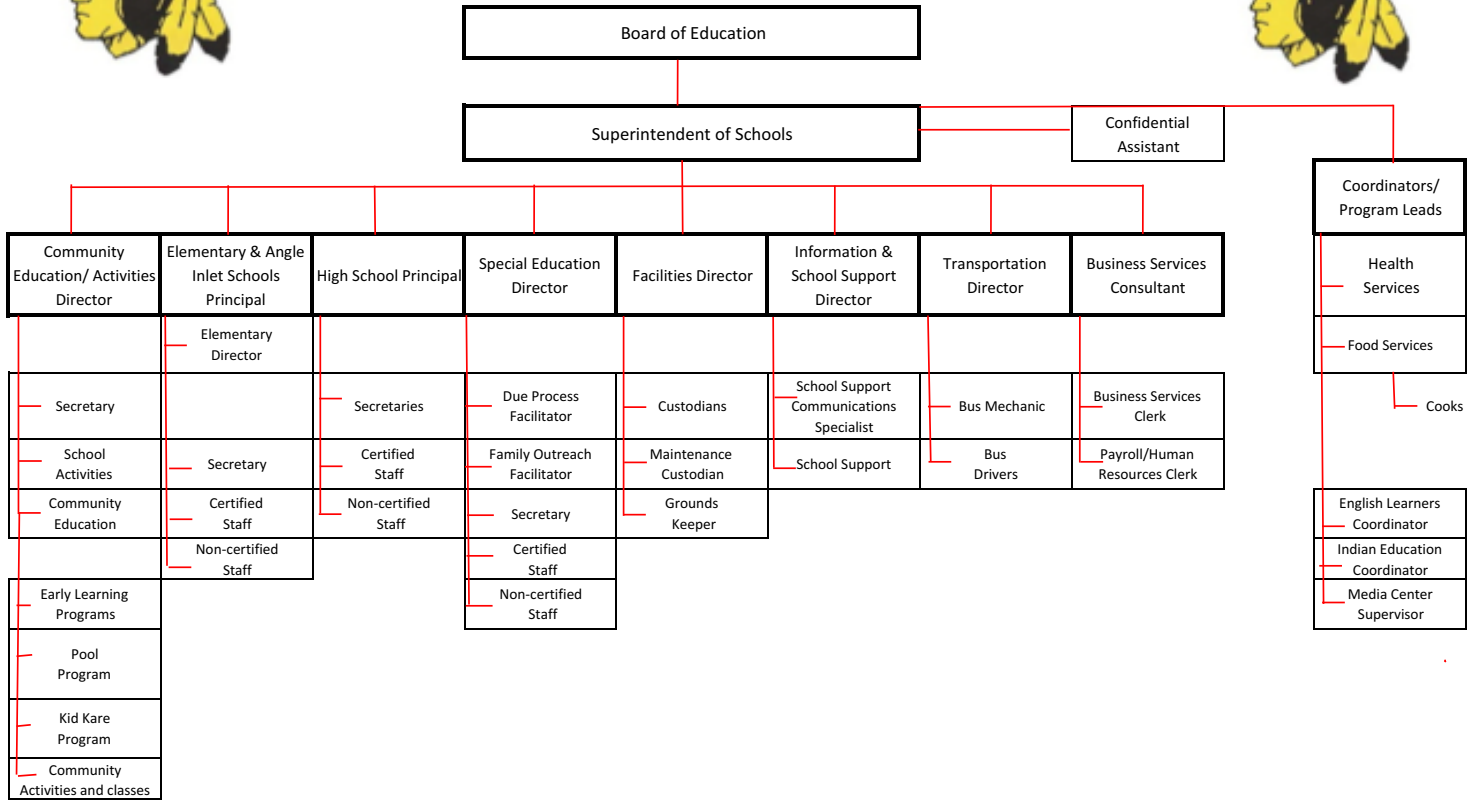 Board of Education
Superintendent of Schools
Confidential
Assistant
Coordinators/
Program Leads
Community
Education/ Activities
Director
Elementary & Angle
Inlet Schools
Principal
High School Principal
Special Education
Director
Facilities Director
Information &
School Support
Director
Transportation
Director
Business Services
Consultant
Health
Services
Elementary
Director
Food Services
Secretary
Secretaries
Due Process
Facilitator
Custodians
School Support
Communications
Specialist
Bus Mechanic
Business Services
Clerk
Cooks
School
Activities
Secretary
Certified
Staff
Family Outreach
Facilitator
Maintenance
Custodian
School Support
Bus
Drivers
Payroll/Human
Resources Clerk
Community
Education
Certified
Staff
Non-certified
Staff
Secretary
Grounds
Keeper
English Learners
Coordinator
Non-certified
Staff
Certified
Staff
Indian Education
Coordinator
Early Learning
Programs
Non-certified
Staff
Media Center
Supervisor
Pool
Program
Kid Kare
Program
Community
Activities and classes